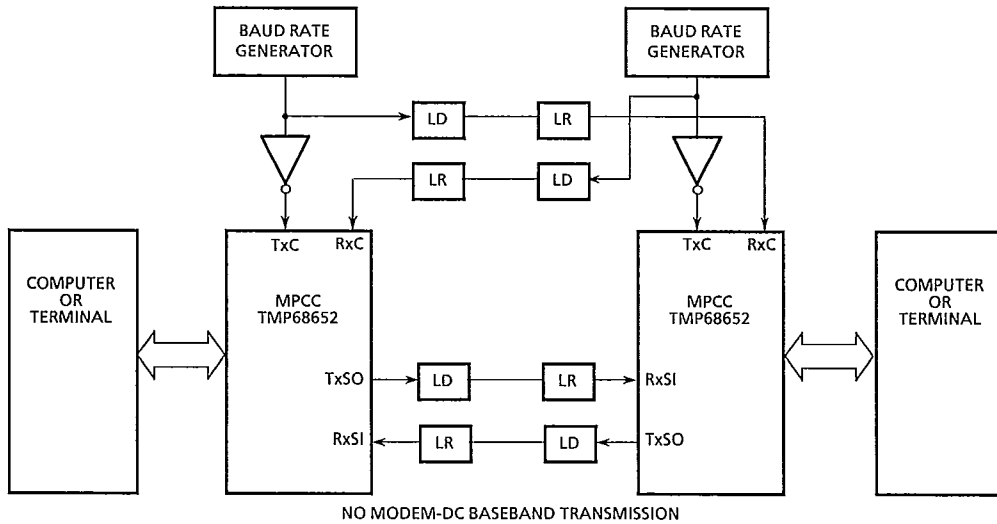 BAUD RATE
GENERATOR
BAUD RATE
GENERATOR
LD
LR
LR
LD
TxC
RxC
TxC
RxC
COMPUTER
OR
TERMINAL
MPCC
TMP68652
MPCC
TMP68652
COMPUTER
OR
TERMINAL
TxSO
LD
LR
RxSI
RxSI
LR
LD
TxSO
NO MODEM-DC BASEBAND TRANSMISSION